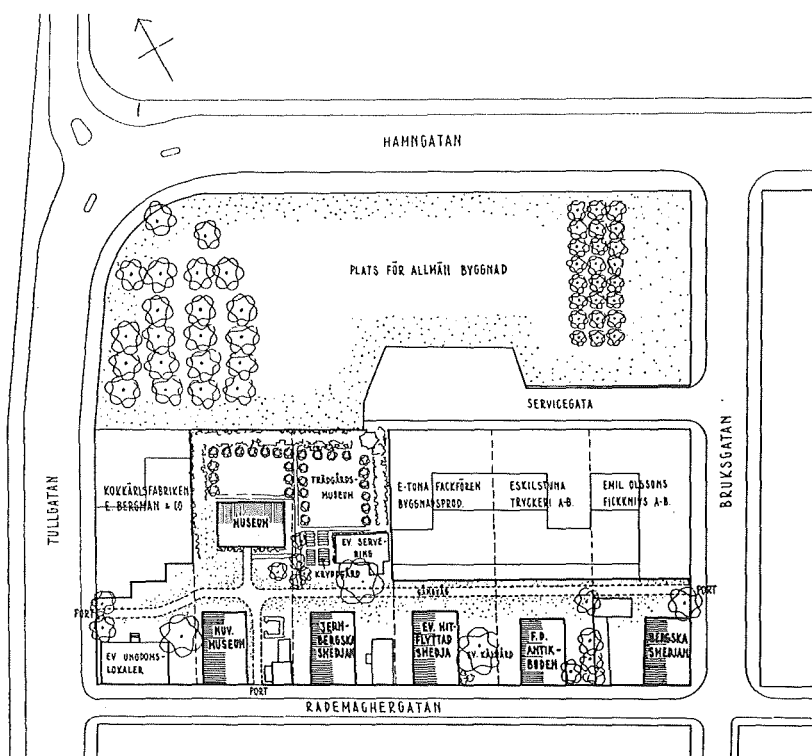 HAMNGATAN
PLATS FÖR ALLMÄN BYGGNAD
SERVICEGATA
TULLGATAN
BRUKSGATAN
KOKKÄRLSFABRIKEN
E. BERGMAN & CO
TRÄDGÅRDS-
MUSEUM
MUSEUM
EV SERVE-
RING
KRYDDGÅRD
E-TUNA FACKFÖREN
BYGGNADSPROD.
ESKILSTUNA
TRYCKERI A-B.
EMIL OLSSONS
FICKKNIVS A-B.
GÅNGVÄG
PORT
PORT
EV UNGDOMS-
LOKALER
NUV.
MUSEUM
JERN-
BERGSKA
SMEDJAN
EV. HIT-
FLYTTAD
SMEDJA
EV. KÅLGÅRD
F.D.
ANTIK-
BODEN
BERGSKA
SMEDJAN
PORT
RADEMACHERGATAN